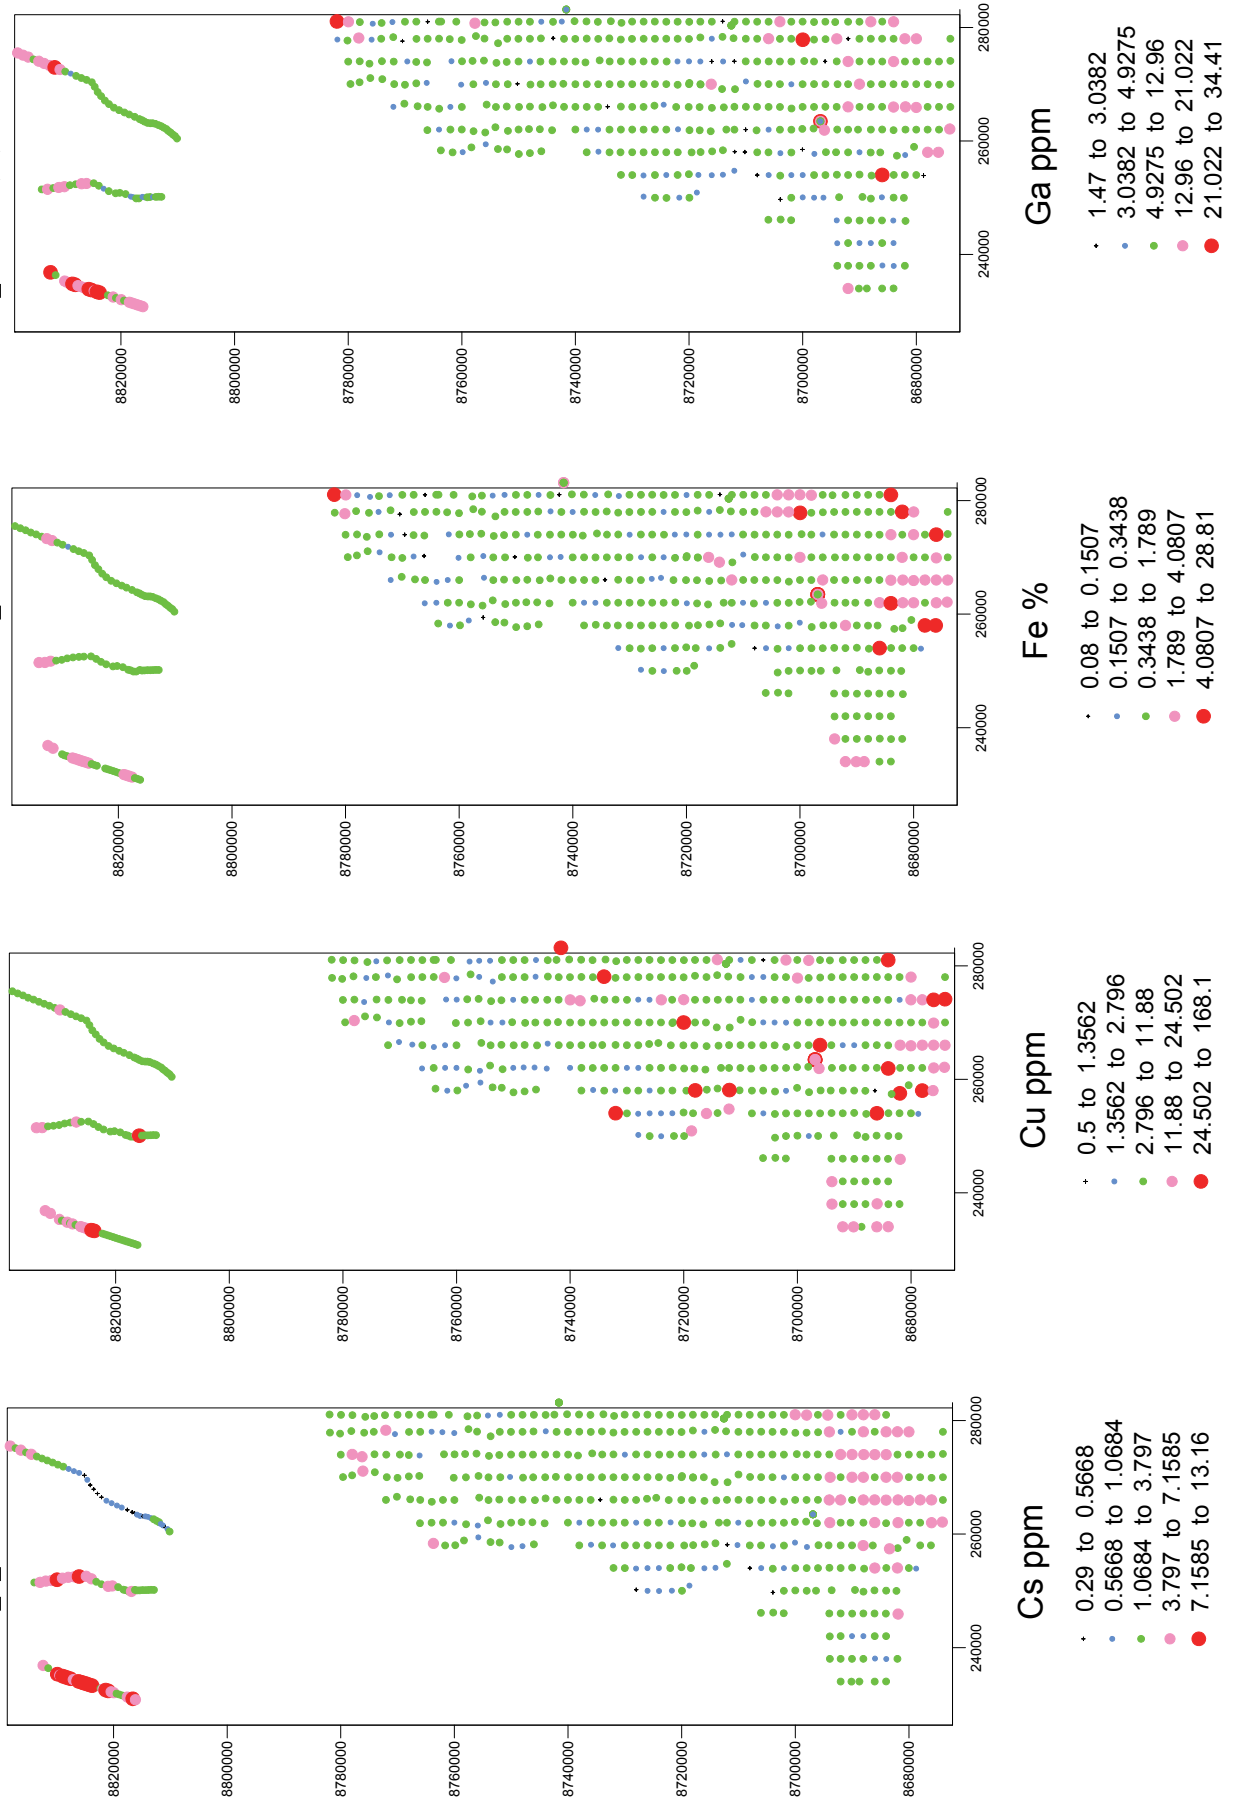 280000
260000
240000
8820000
8800000
8780000
8760000
8740000
8720000
8700000
8680000
Ga ppm
1.47 to 3.0382
3.0382 to 4.9275
4.9275 to 12.96
12.96 to 21.022
21.022 to 34.41
280000
260000
240000
8820000
8800000
8780000
8760000
8740000
8720000
8700000
8680000
Fe %
0.08 to 0.1507
0.1507 to 0.3438
0.3438 to 1.789
1.789 to 4.0807
4.0807 to 28.81
280000
260000
240000
8820000
8800000
8780000
8760000
8740000
8720000
8700000
8680000
Cu ppm
0.5 to 1.3562
1.3562 to 2.796
2.796 to 11.88
11.88 to 24.502
24.502 to 168.1
280000
260000
240000
8820000
8800000
8780000
8760000
8740000
8720000
8700000
8680000
Cs ppm
0.29 to 0.5668
0.5668 to 1.0684
1.0684 to 3.797
3.797 to 7.1585
7.1585 to 13.16